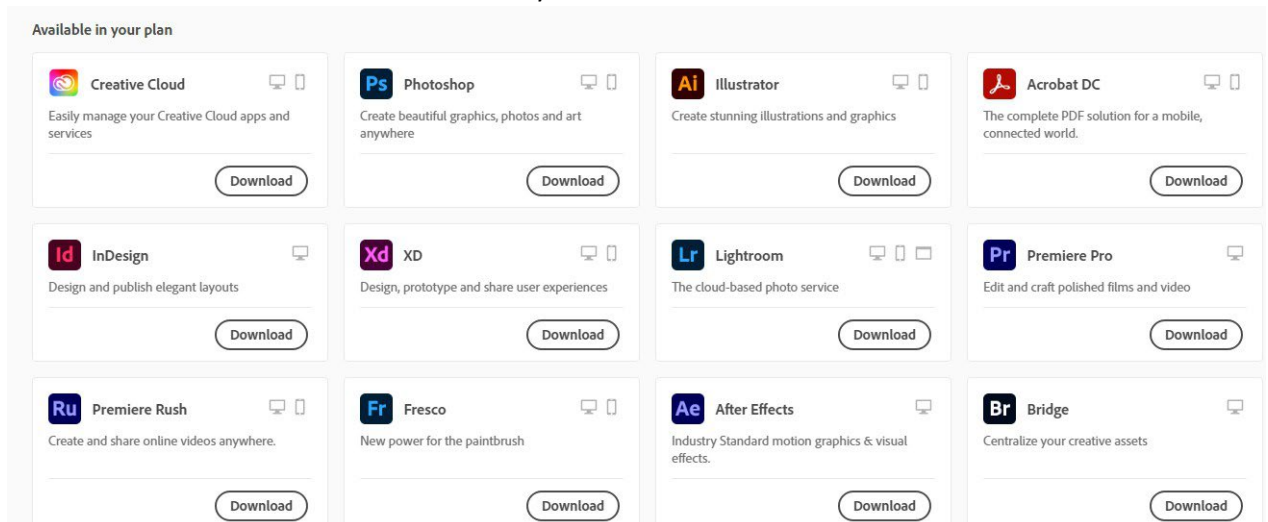 Available in your plan
Creative Cloud
Easily manage your Creative Cloud apps and
services
Download
Ps Photoshop
Create beautiful graphics, photos and art
anywhere
Download
Ai Illustrator
Create stunning illustrations and graphics
Download
Acrobat DC
The complete PDF solution for a mobile,
connected world.
Download
Id InDesign
Design and publish elegant layouts
Download
Xd XD
Design, prototype and share user experiences
Download
Lr Lightroom
The cloud-based photo service
Download
Pr Premiere Pro
Edit and craft polished films and video
Download
Ru Premiere Rush
Create and share online videos anywhere.
Download
Fr Fresco
New power for the paintbrush
Download
Ae After Effects
Industry Standard motion graphics & visual
effects.
Download
Br Bridge
Centralize your creative assets
Download